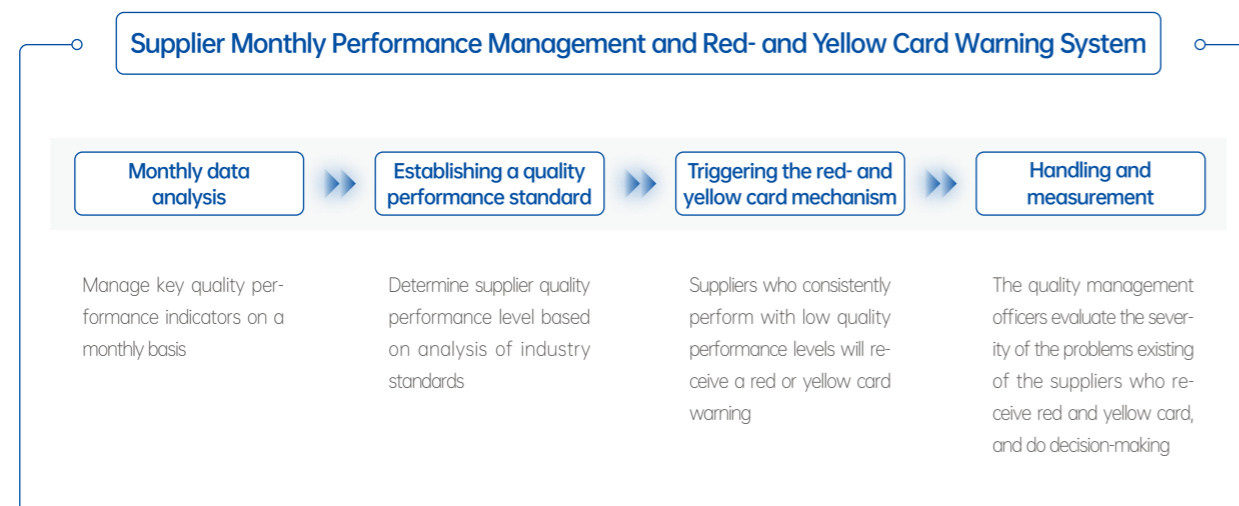 Supplier Monthly Performance Management and Red- and Yellow Card Warning System
Monthly data
analysis
Establishing a quality
performance standard
Triggering the red- and
yellow card mechanism
Handling and
measurement
Manage key quality per-
formance indicators on a
monthly basis
Determine supplier quality
performance level based
on analysis of industry
standards
Suppliers who consistently
perform with low quality
performance levels will re-
ceive a red or yellow card
warning
The quality management
officers evaluate the sever-
ity of the problems existing
of the suppliers who re-
ceive red and yellow card,
and do decision-making